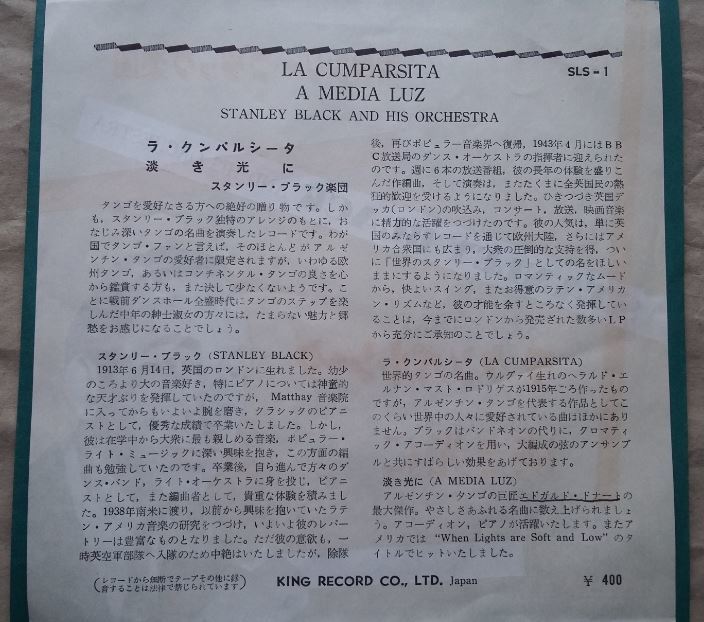 LA CUMPARSITA
SLS-1
A MEDIA LUZ
STANLEY BLACK AND HIS ORCHESTRA
ラ・クンパルシータ
淡き光に
スタンリー・ブラック楽団
タンゴを愛好なさる方への絶好の贈り物です。しか
も、スタンリー・ブラック独特のアレンジのもとに、お
なじみ深いタンゴの名曲を演奏したレコードです。わが
国でタンゴ・ファンと言えば、そのほとんどがアルゼ
ンチン・タンゴの愛好者に限定されますが、いわゆる欧
州タンゴ、あるいはコンチネンタル・タンゴの良さを心
から鑑賞する方も、また決して少なくないようです。こ
とに戦前ダンスホール全盛時代にタンゴのステップを楽
しんだ中年の紳士淑女の方々には、たまらない魅力と郷
愁をお感じになることでしょう。
スタンリー・ブラック (STANLEY BLACK)
1913年6月14日、英国のロンドンに生れました。幼少
のころより大の音楽好き、特にピアノについては神童的
な天才ぶりを発揮していたのですが、 Matthay 音楽院
に入ってからもいよいよ腕を磨き、クラシックのピアニ
ストとして、優秀な成績で卒業いたしました。しかし、
彼は在学中から大衆に最も親しめる音楽、ポピュラー・
ライト・ミュージックに深い興味を抱き、この方面の編
曲も勉強していたのです。卒業後、自ら進んで方々のダ
ンス・バンド、ライト・オーケストラに身を投じ、ピアニ
ストとして、また編曲者として、貴重な体験を積みまし
た。1938年南米に渡り、以前から興味を抱いていたラテ
ン・アメリカ音楽の研究をつづけ、いよいよ彼のレパー
トリーは豊富なものとなりました。ただ彼の意欲も、一
時英空軍部隊へ入隊のため中絶はいたしましたが、除隊
後、再びポピュラー音楽界へ復帰、1943年4月にはBB
C放送局のダンス・オーケストラの指揮者に迎えられた
のです。週に6本の放送番組、彼の長年の体験を盛りこ
んだ作編曲、そして演奏は、またたくまに全英国民の熱
狂的歓迎を受けるようになりました。ひきつづき英国デ
ッカ(ロンドン)の吹込み、コンサート、放送、映画音楽
に精力的な活躍をつづけたのです。彼の人気は、単に英
国のみならずレコードを通じて欧州大陸、さらにはアメ
リカ合衆国にも広まり、大衆の圧倒的な支持を得、つい
に「世界のスタンリー・ブラック」としての名をほしい
ままにするようになりました。ロマンティックなムード
から、快よいスイング、またお得意のラテン・アメリカ
ン・リズムなど、彼の才能を余すところなく発揮してい
ることは、今までにロンドンから発売された数多いLP
から充分にご承知のことでしょう。
ラ・クンパルシータ (LA CUMPARSITA)
世界的タンゴの名曲。ウルグァイ生れのヘラルド・エ
ルナン・マスト・ロドリゲスが1915年ごろ作ったもの
ですが、アルゼンチン・タンゴを代表する作品としてこ
のくらい世界中の人々に愛好されている曲はほかにあり
ません。ブラックはバンドネオンの代りに、クロマティ
ック・アコーディオンを用い、大編成の弦のアンサンブ
ルと共にすばらしい効果をあげております。
淡き光に (A MEDIA LUZ)
アルゼンチン・タンゴの巨匠エドガルド・ドナートの
最大傑作。やさしさあふれる名曲に数え上げられましょ
う。アコーディオン、ピアノが活躍いたします。またア
メリカでは "When Lights are Soft and Low" のタ
イトルでヒットいたしました。
(レコードから無断でテープその他に録
音することは法律で禁じられています)
KING RECORD CO., LTD. Japan
¥ 400